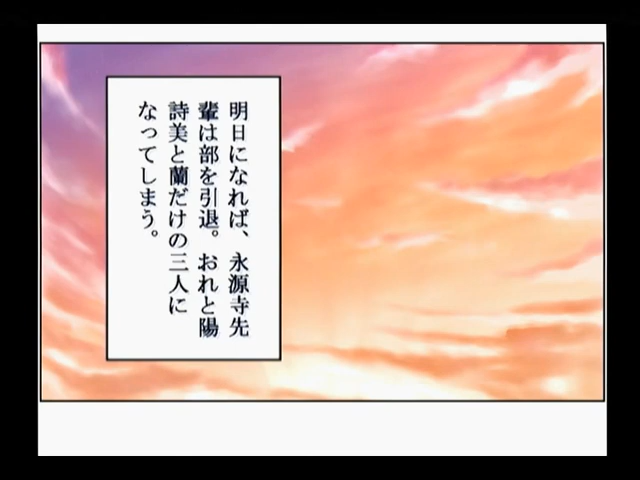 明日になれば、永源寺先
輩は部を引退。おれと陽
詩美と蘭だけの三人に
なってしまう。